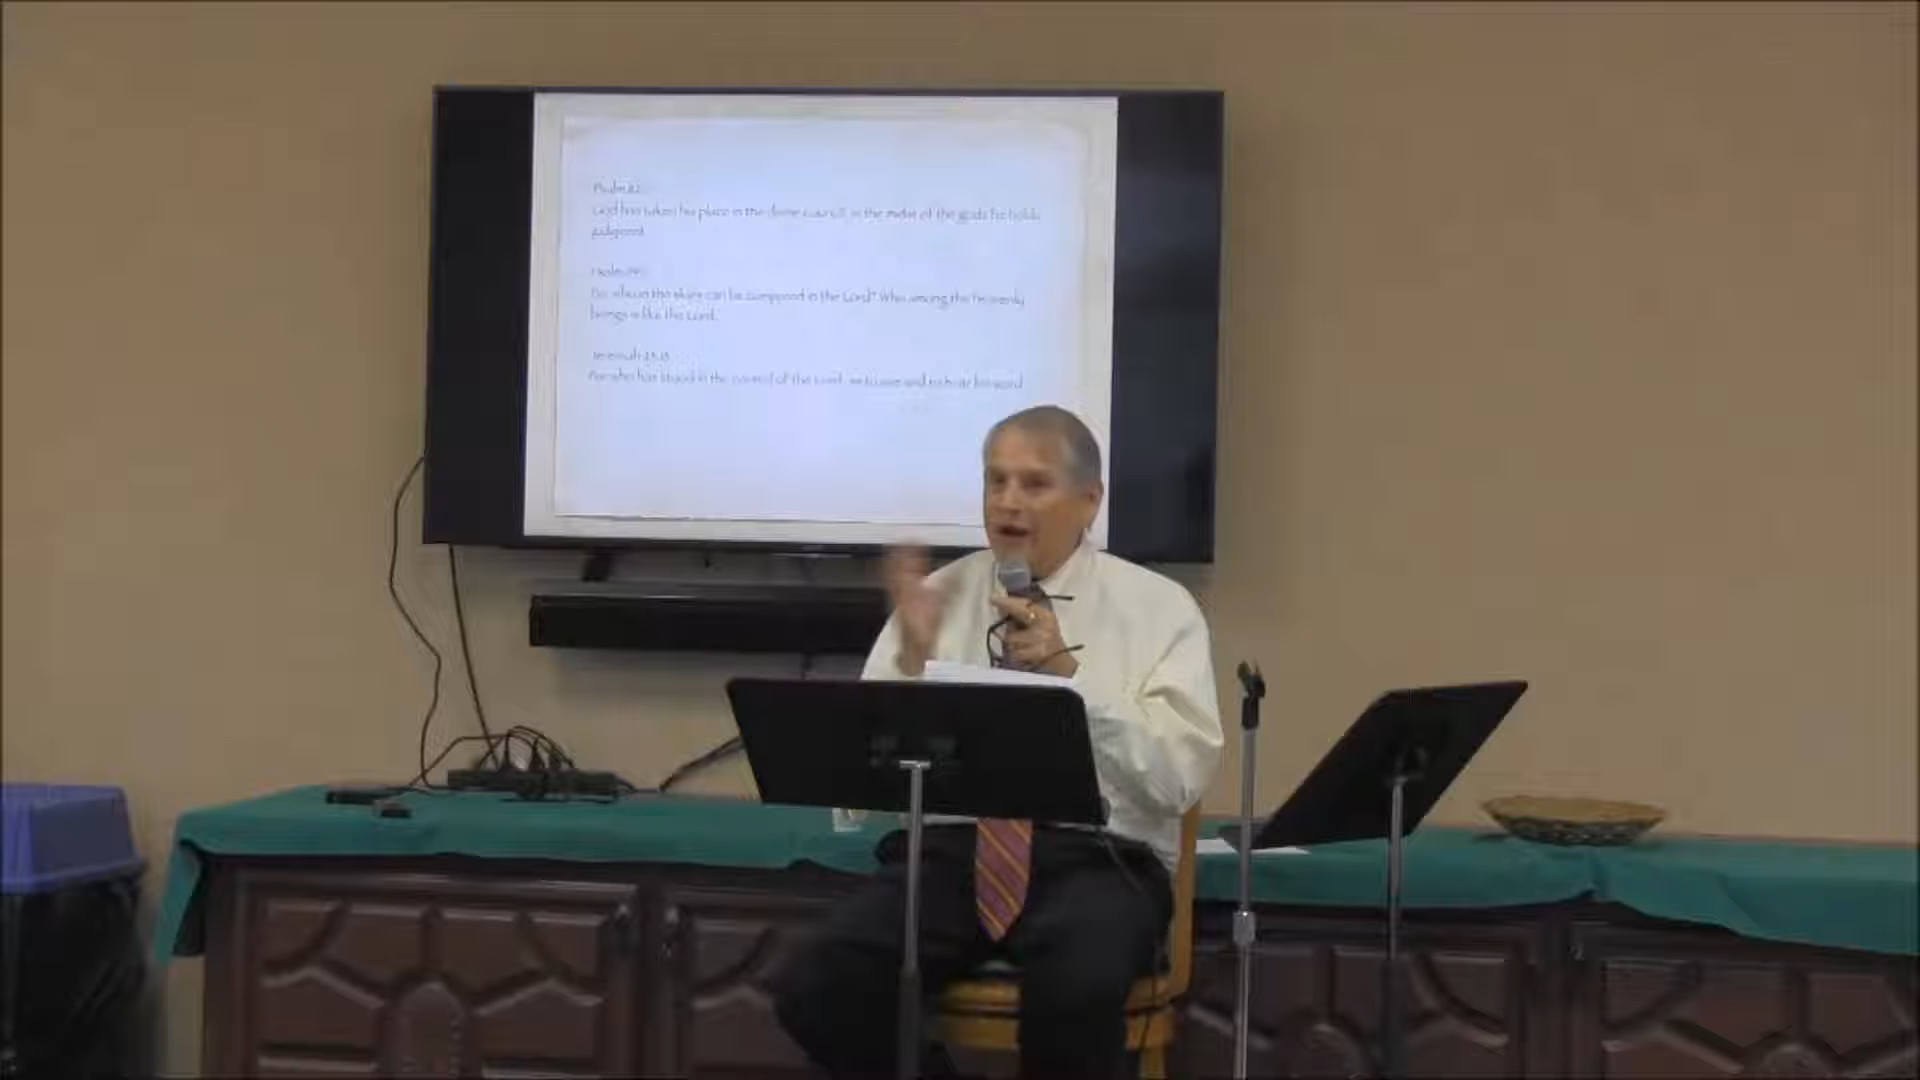 Psalm 82:
God has taken his place in the divine council; in the midst of the gods he holds
judgment
Psalm
For who in the skies can be compared to the Lord? Who among the heavenly
beings is like the Lord,
Jeremiah 23:18
For who has stood in the council of the Lord, to see and to hear his word